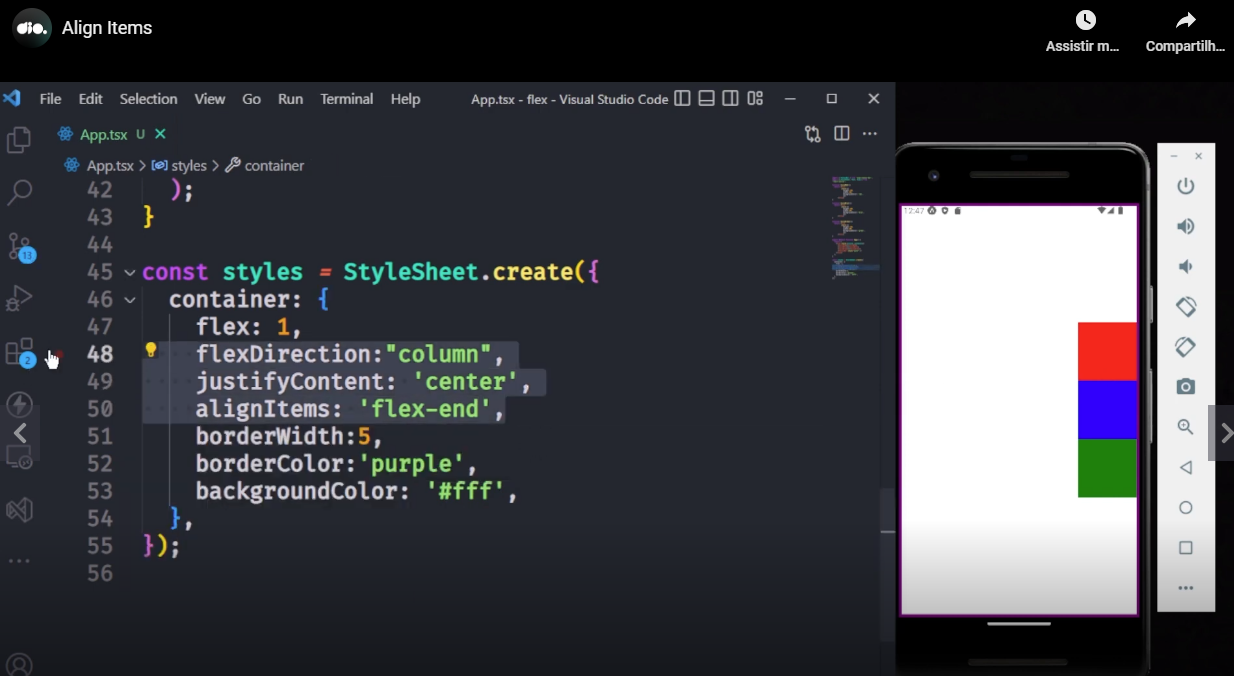 dio. Align Items
Assistir m... Compartilh...
File Edit Selection View Go Run Terminal Help App.tsx - flex - Visual Studio Code
App.tsx U
App.tsx > styles > container
42 );
43 }
44
45 const styles = StyleSheet.create({
46 container: {
47 flex: 1,
48 flexDirection:"column",
49 justifyContent: 'center',
50 alignItems: 'flex-end',
51 borderWidth:5,
52 borderColor:'purple',
53 backgroundColor: '#fff',
54 },
55 });
56
13
2
12:47